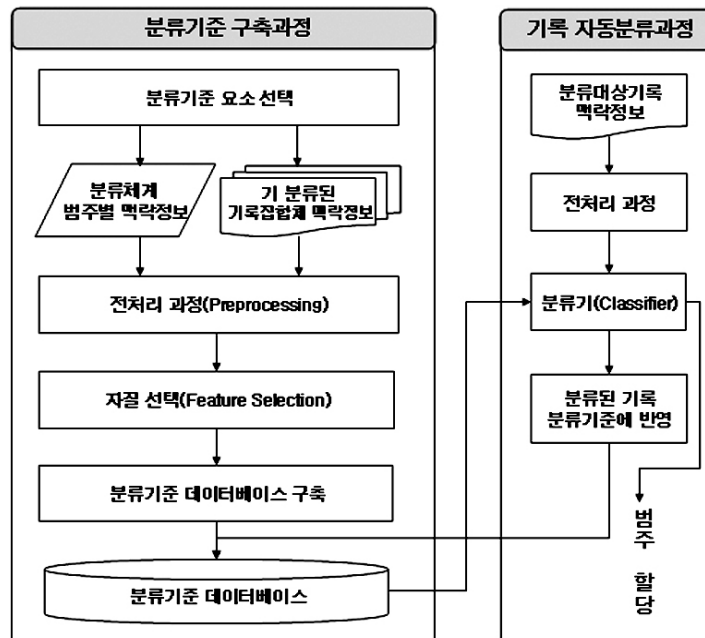 분류기준 구축과정
분류기준 요소 선택
분류체계
범주별 맥락정보
기 분류된
기록집합체 맥락정보
전처리 과정(Preprocessing)
자질 선택(Feature Selection)
분류기준 데이터베이스 구축
분류기준 데이터베이스
기록 자동분류과정
분류대상기록
맥락정보
전처리 과정
분류기(Classifier)
분류된 기록
분류기준에 반영
범주 할당